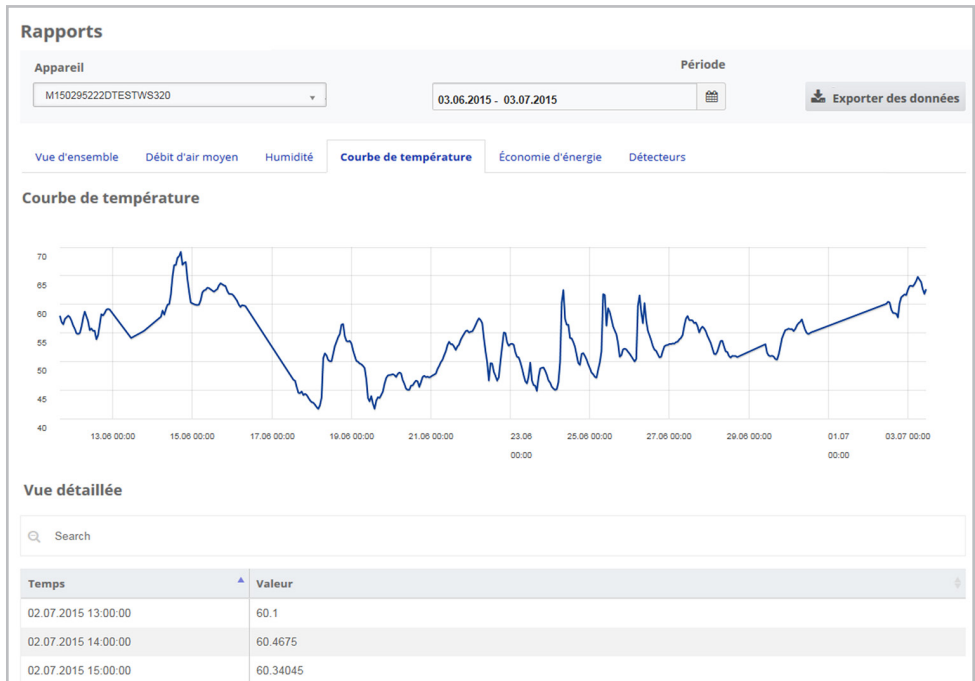 Rapports
Appareil
Période
M150295222DTESTWS320
03.06.2015 - 03.07.2015
Exporter des données
Vue d'ensemble Débit d'air moyen Humidité Courbe de température Économie d'énergie Détecteurs
Courbe de température
70
65
60
55
50
45
40
13.06 00:00 15.06 00:00 17.06 00:00 19.06 00:00 21.06 00:00 23.06 25.06 00:00 27.06 00:00 29.06 00:00 01.07 03.07 00:00
00:00 00:00
Vue détaillée
Search
Temps Valeur
02.07.2015 13:00:00 60.1
02.07.2015 14:00:00 60.4675
02.07.2015 15:00:00 60.34045